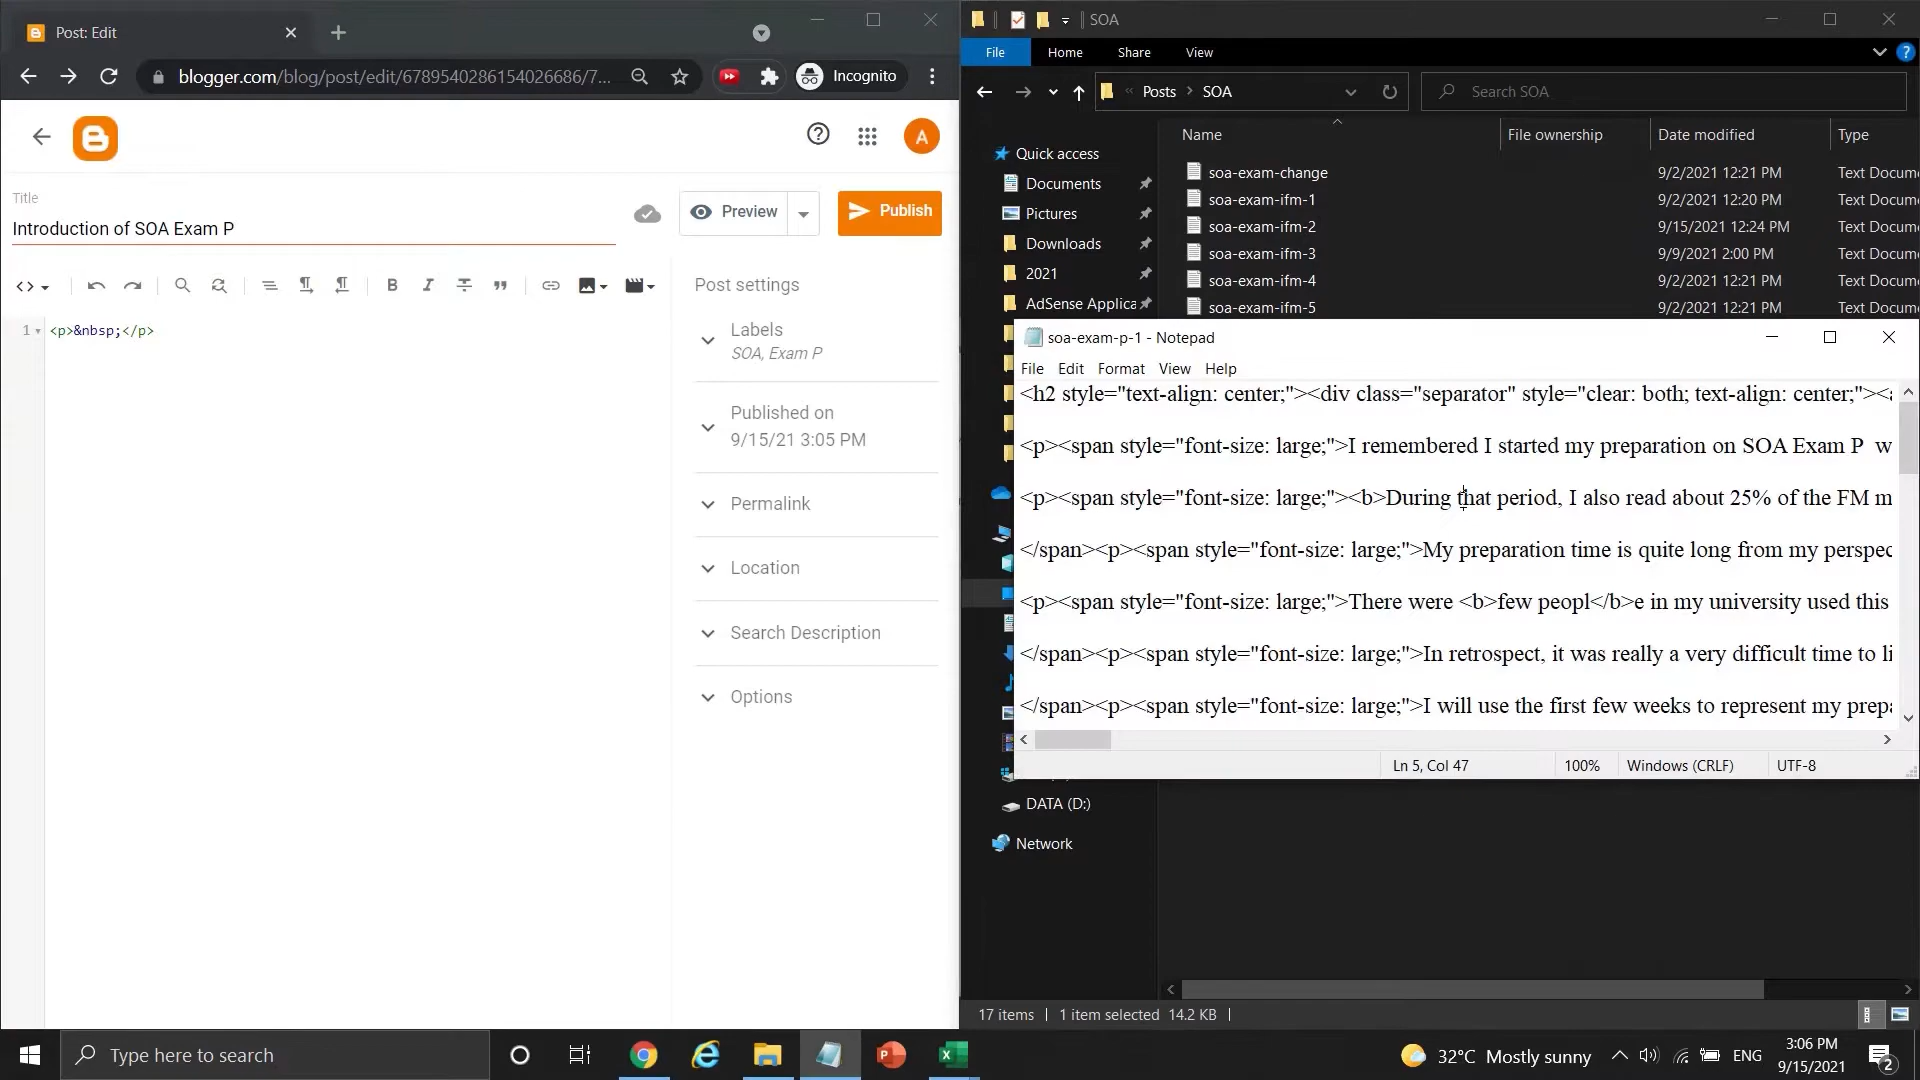 Post: Edit
blogger.com/blog/post/edit/6789540286154026686/7...
Incognito
A
Title
Introduction of SOA Exam P
Preview
Publish
B
I
1
<p>&nbsp;</p>
Post settings
Labels
SOA, Exam P
Published on
9/15/21 3:05 PM
Permalink
Location
Search Description
Options
SOA
File
Home
Share
View
Posts
SOA
Search SOA
Name
File ownership
Date modified
Type
Quick access
Documents
Pictures
Downloads
2021
AdSense Applica
soa-exam-change 9/2/2021 12:21 PM Text Docume
soa-exam-ifm-1 9/2/2021 12:20 PM Text Docume
soa-exam-ifm-2 9/15/2021 12:24 PM Text Docume
soa-exam-ifm-3 9/9/2021 2:00 PM Text Docume
soa-exam-ifm-4 9/2/2021 12:21 PM Text Docume
soa-exam-ifm-5 9/2/2021 12:21 PM Text Docume
soa-exam-p-1 - Notepad
File Edit Format View Help
<h2 style="text-align: center;"><div class="separator" style="clear: both; text-align: center;"><a
<p><span style="font-size: large;">I remembered I started my preparation on SOA Exam P  w
<p><span style="font-size: large;"><b>During that period, I also read about 25% of the FM m
</span><p><span style="font-size: large;">My preparation time is quite long from my perspec
<p><span style="font-size: large;">There were <b>few peopl</b>e in my university used this
</span><p><span style="font-size: large;">In retrospect, it was really a very difficult time to li
</span><p><span style="font-size: large;">I will use the first few weeks to represent my prepa
Ln 5, Col 47
100%
Windows (CRLF)
UTF-8
DATA (D:)
Network
17 items
1 item selected 14.2 KB
Type here to search
32°C Mostly sunny
ENG
3:06 PM
9/15/2021
2